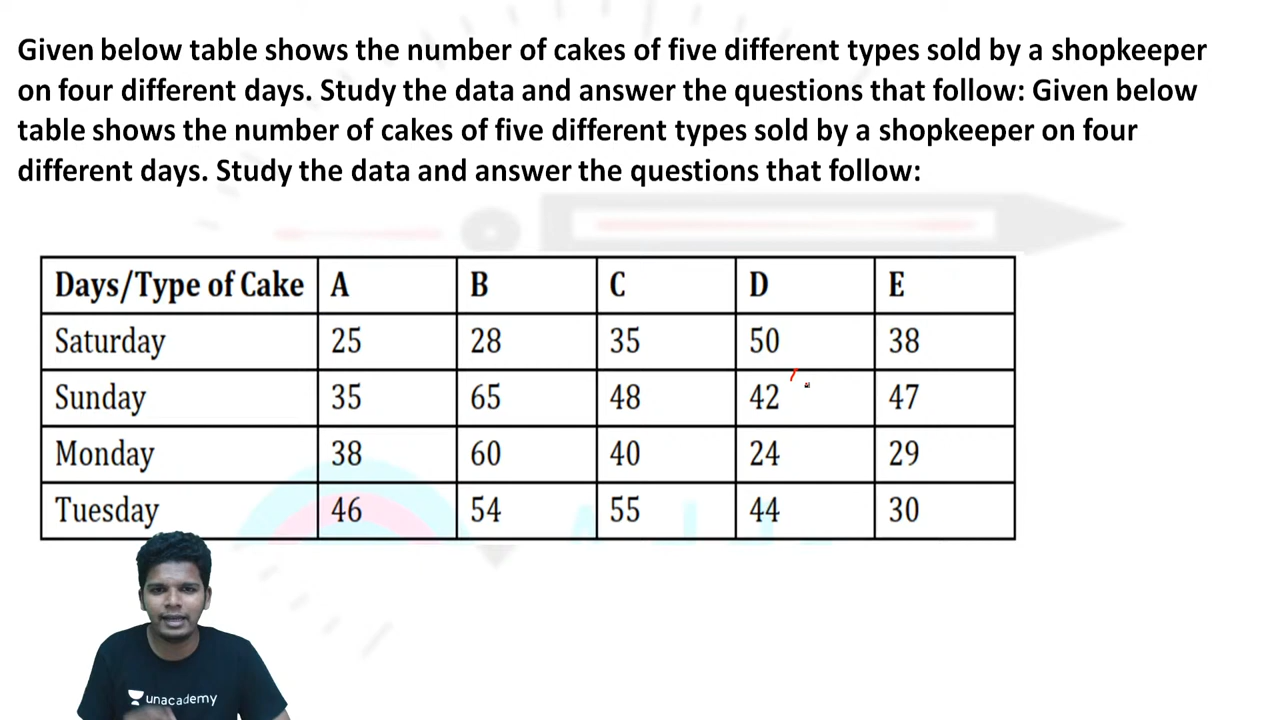 Given below table shows the number of cakes of five different types sold by a shopkeeper
on four different days. Study the data and answer the questions that follow: Given below
table shows the number of cakes of five different types sold by a shopkeeper on four
different days. Study the data and answer the questions that follow:
Days/Type of Cake A B C D E
Saturday 25 28 35 50 38
Sunday 35 65 48 42 47
Monday 38 60 40 24 29
Tuesday 46 54 55 44 30
unacademy